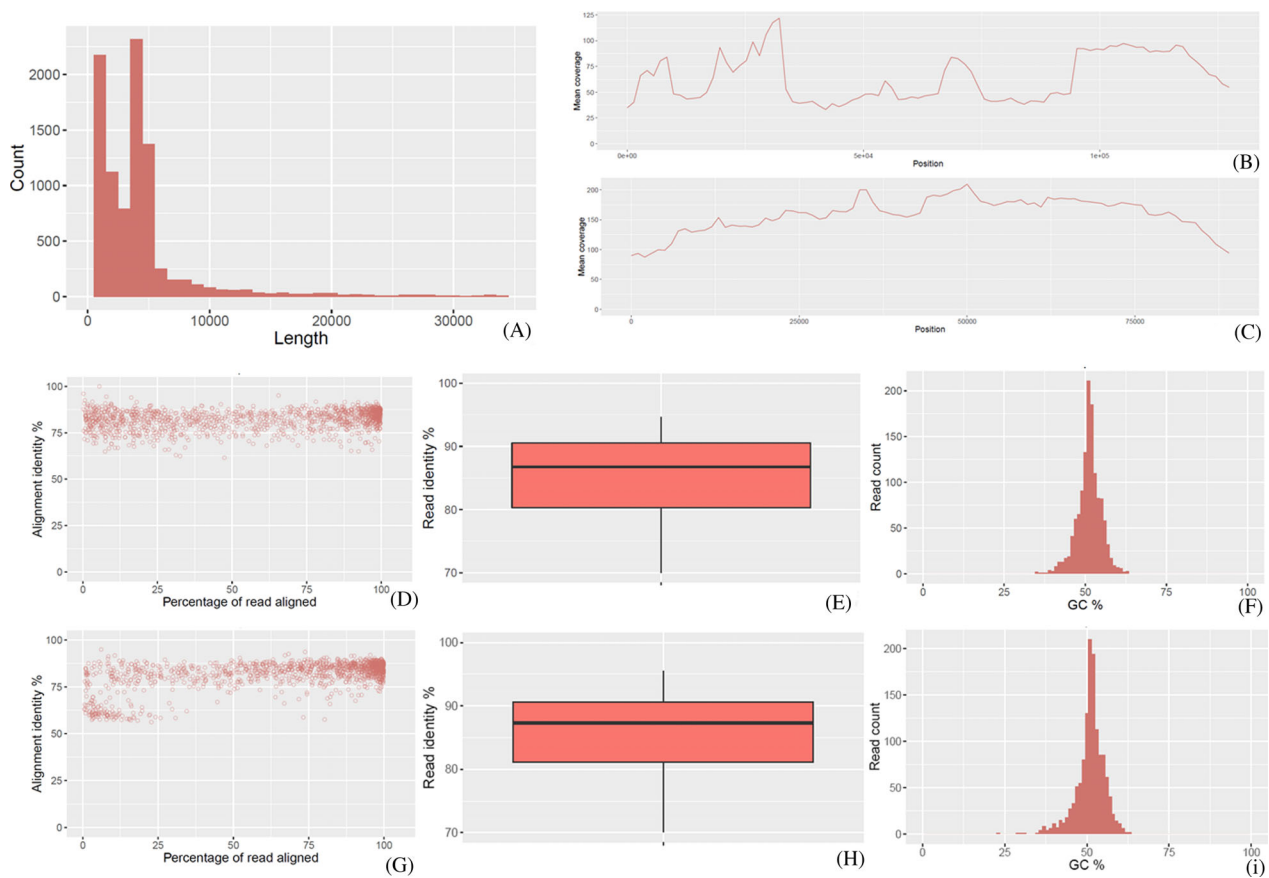 2000
1500
1000
500
0
Count
0
10000
20000
30000
Length
(A)
125
100
75
50
25
0
Mean coverage
0e+00
5e+04
1e+05
Position
(B)
200
150
100
50
0
Mean coverage
0
25000
50000
75000
Position
(C)
100
75
50
25
0
Alignment identity %
0
25
50
75
100
Percentage of read aligned
(D)
100
90
80
70
Read identity %
(E)
200
150
100
50
0
Read count
0
25
50
75
100
GC %
(F)
100
75
50
25
0
Alignment identity %
0
25
50
75
100
Percentage of read aligned
(G)
100
90
80
70
Read identity %
(H)
200
150
100
50
0
Read count
0
25
50
75
100
GC %
(i)